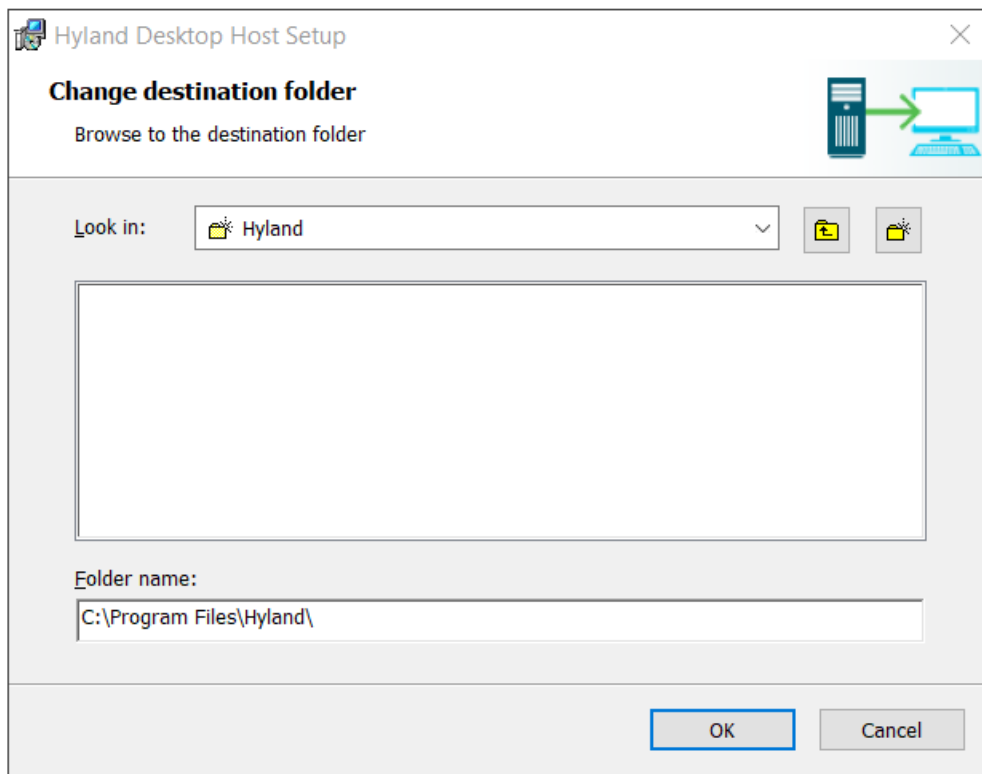 Hyland Desktop Host Setup
Change destination folder
Browse to the destination folder
Look in:
Hyland
Folder name:
C:\Program Files\Hyland\
OK
Cancel